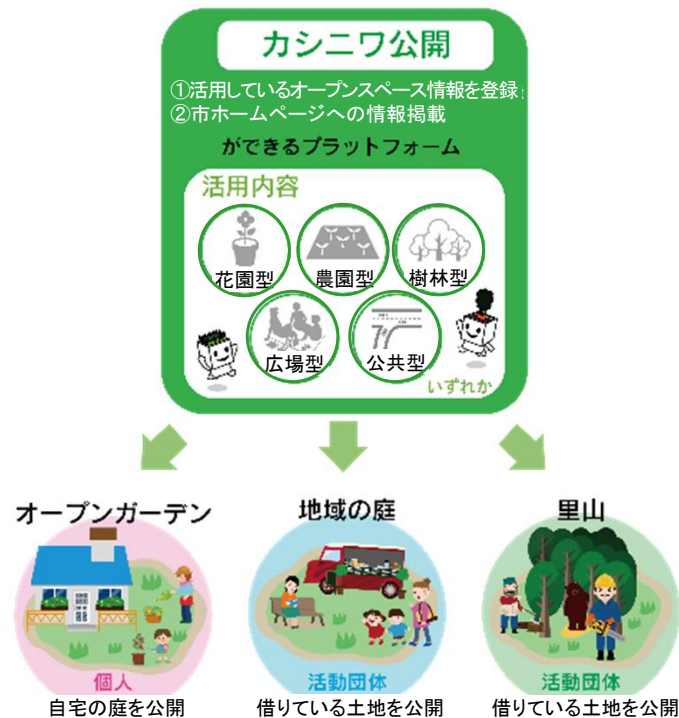 カシニワ公開
①活用しているオープンスペース情報を登録
②市ホームページへの情報掲載
ができるプラットフォーム
活用内容
花園型 農園型 樹林型
広場型 公共型
いずれか
オープンガーデン 地域の庭 里山
個人 活動団体 活動団体
自宅の庭を公開 借りている土地を公開 借りている土地を公開